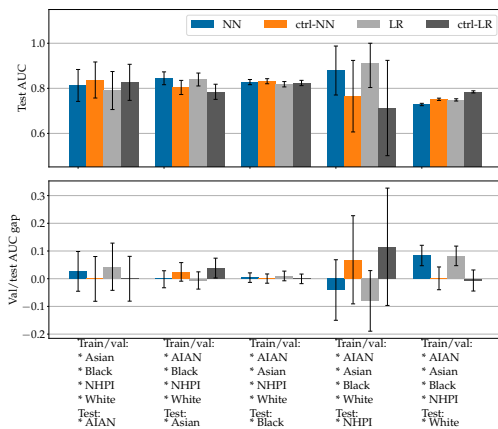 NN ctrl-NN LR ctrl-LR
1.0
0.8
0.6
Test AUC
0.3
0.2
0.1
0.0
−0.1
−0.2
Val/test AUC gap
Train/val:
* Asian
* Black
* NHPI
* White
Test:
* AIAN
Train/val:
* AIAN
* Black
* NHPI
* White
Test:
* Asian
Train/val:
* AIAN
* Asian
* NHPI
* White
Test:
* Black
Train/val:
* AIAN
* Asian
* Black
* White
Test:
* NHPI
Train/val:
* AIAN
* Asian
* Black
* NHPI
Test:
* White